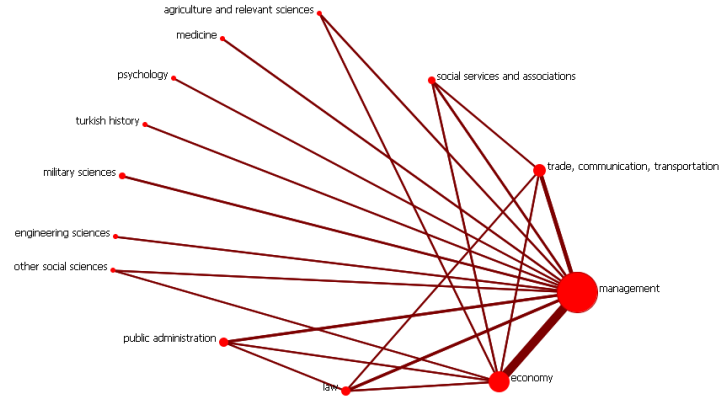 agriculture and relevant sciences
medicine
psychology
social services and associations
turkish history
trade, communication, transportation
military sciences
engineering sciences
other social sciences
management
public administration
economy
law